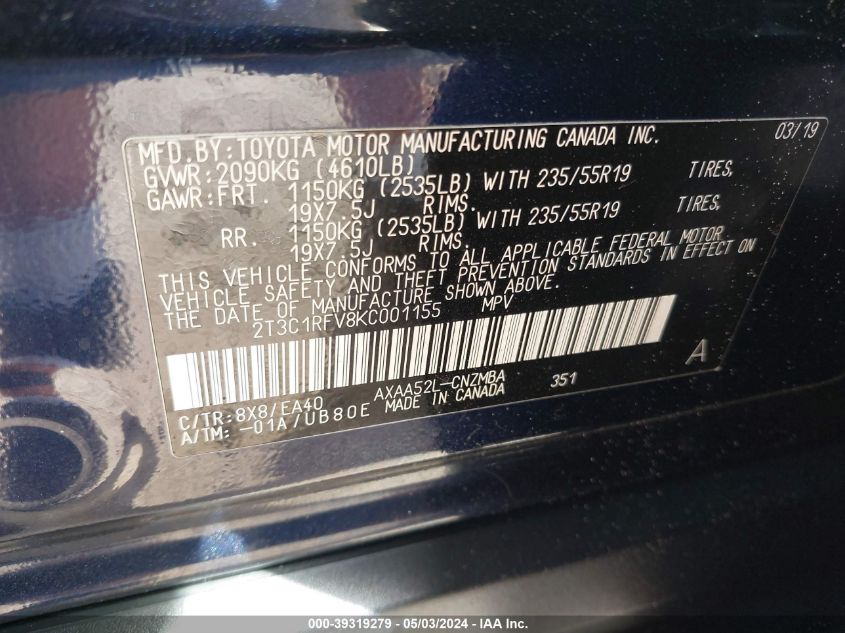 MFD.BY:TOYOTA MOTOR MANUFACTURING CANADA INC. 03/19
GVWR:2090KG (4610LB)
GAWR:FRT. 1150KG (2535LB) WITH 235/55R19 TIRES,
19X7.5J RIMS.
RR. 1150KG (2535LB) WITH 235/55R19 TIRES,
19X7.5J RIMS.
THIS VEHICLE CONFORMS TO ALL APPLICABLE FEDERAL MOTOR
VEHICLE SAFETY AND THEFT PREVENTION STANDARDS IN EFFECT ON
THE DATE OF MANUFACTURE SHOWN ABOVE.
2T3C1RFV8KC001155 MPV
A
C/TR:8X8/EA40 AXAA52L-CNZMBA 351
A/TM: -01A/UB80E MADE IN CANADA
000-39319279 - 05/03/2024 - IAA Inc.